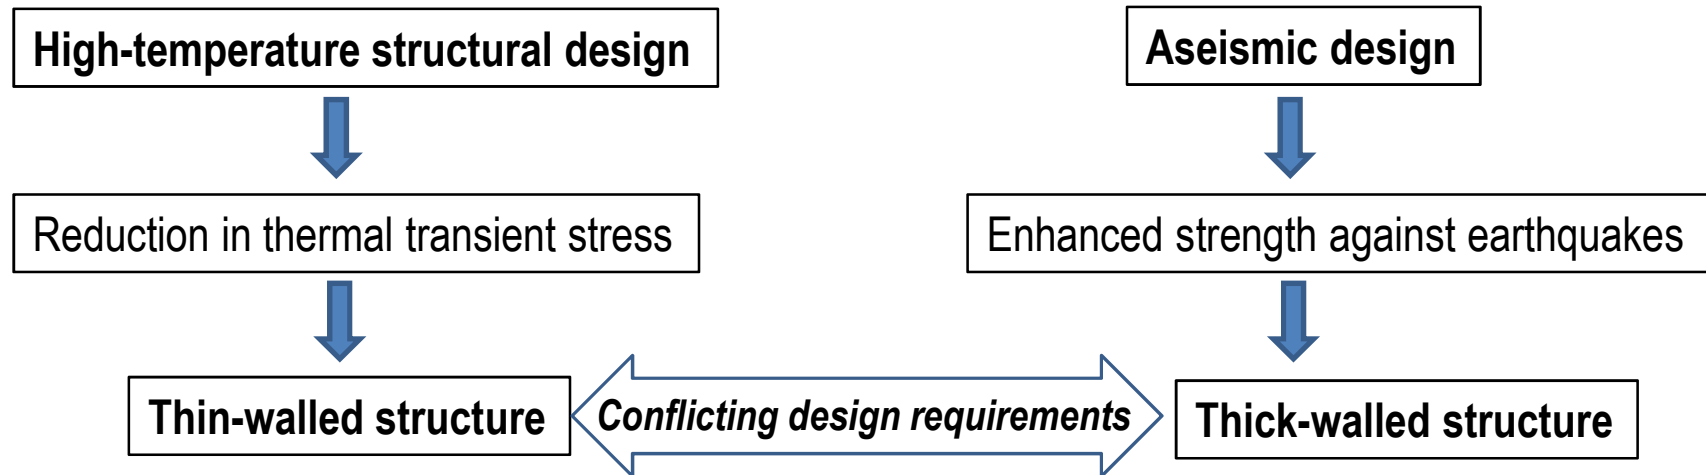 High-temperature structural design
Aseismic design
Reduction in thermal transient stress
Enhanced strength against earthquakes
Thin-walled structure
Conflicting design requirements
Thick-walled structure